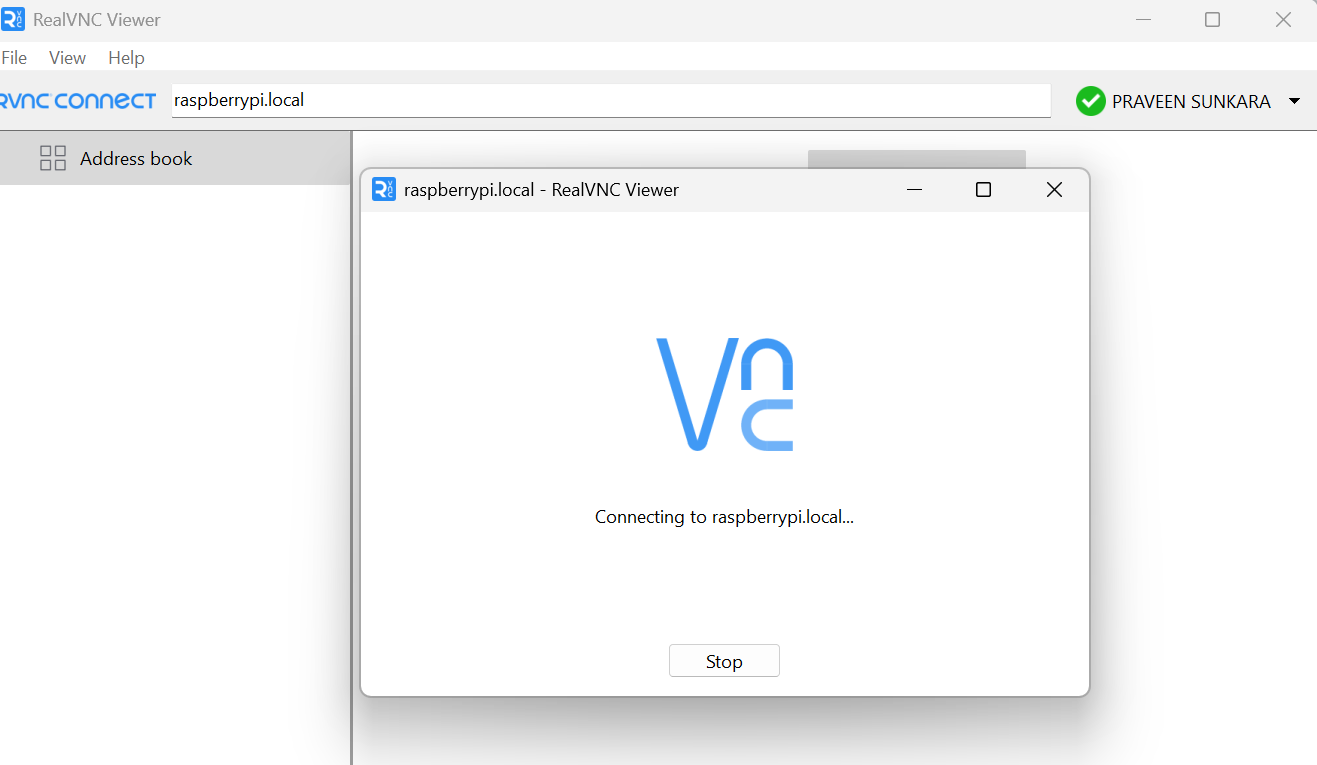 RealVNC Viewer
File View Help
RVNC CONNECT raspberrypi.local PRAVEEN SUNKARA
Address book
raspberrypi.local - RealVNC Viewer
VNC
Connecting to raspberrypi.local...
Stop